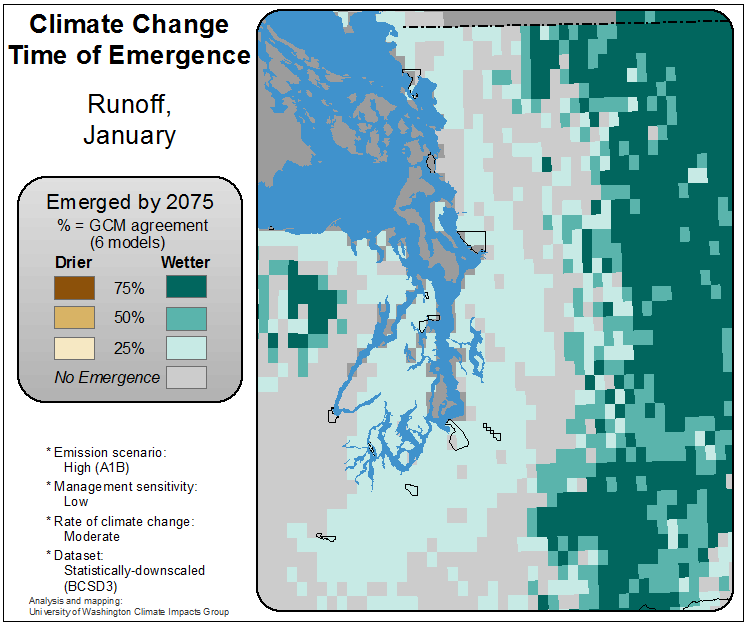 Climate Change
Time of Emergence
Runoff,
January
Emerged by 2075
% = GCM agreement
(6 models)
Drier Wetter
75%
50%
25%
No Emergence
* Emission scenario:
High (A1B)
* Management sensitivity:
Low
* Rate of climate change:
Moderate
* Dataset:
Statistically-downscaled
(BCSD3)
Analysis and mapping:
University of Washington Climate Impacts Group